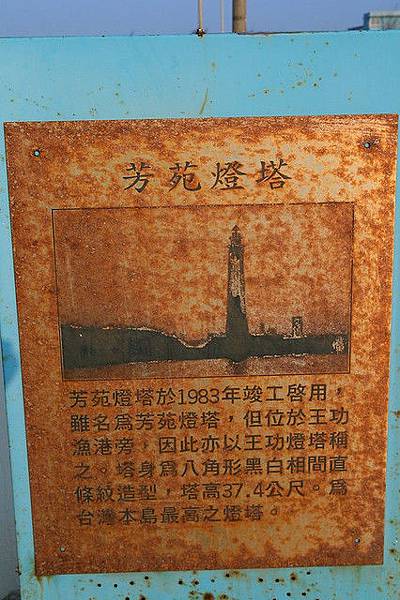 芳苑燈塔
芳苑燈塔於1983年竣工啓用，
雖名為芳苑燈塔，但位於王功
漁港旁，因此亦以王功燈塔稱
之。塔身為八角形黑白相間直
條紋造型，塔高37.4公尺。為
台灣本島最高之燈塔。